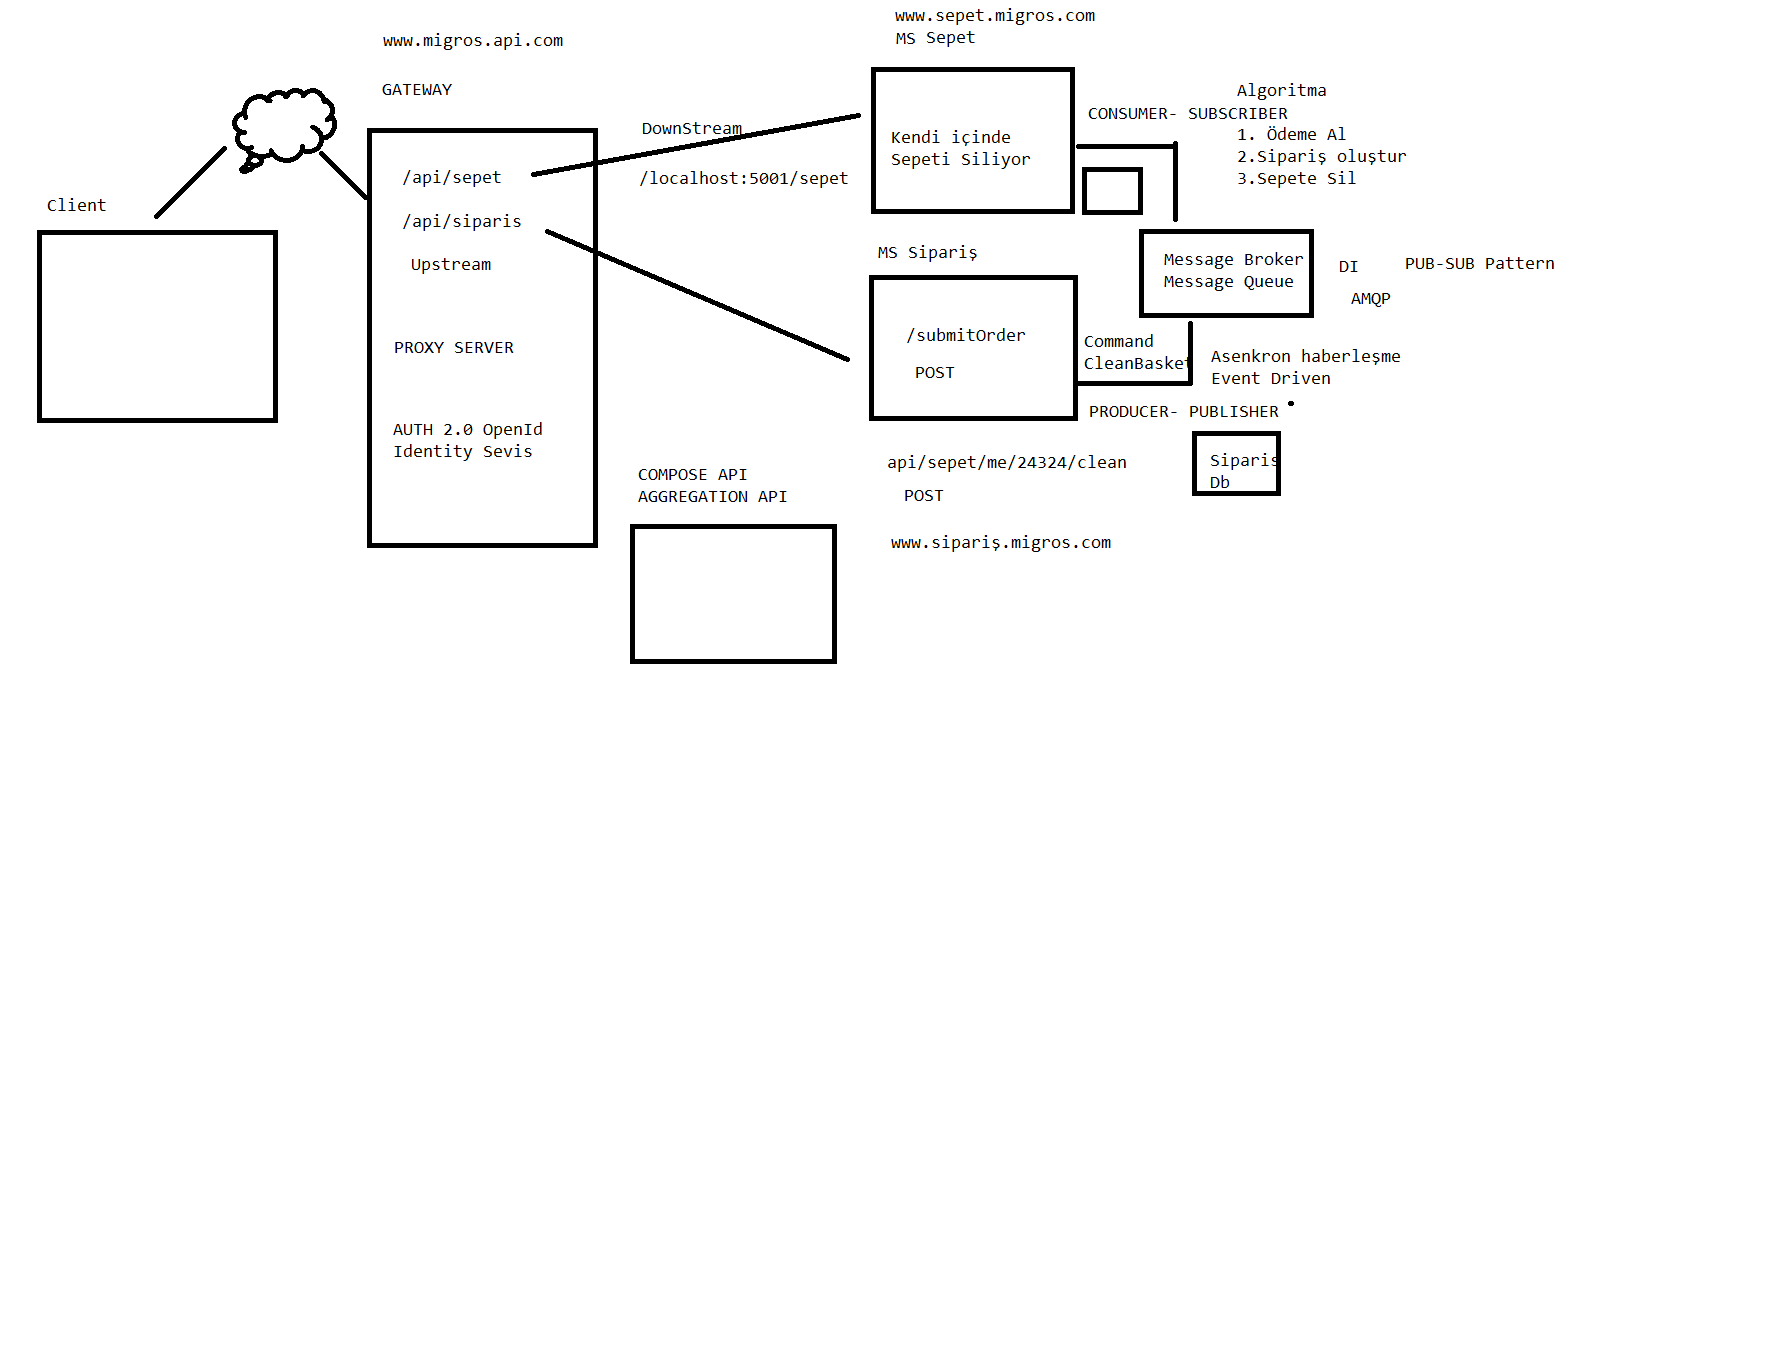 www.sepet.migros.com
MS Sepet
www.migros.api.com
GATEWAY
Client
/api/sepet
/api/siparis
Upstream
PROXY SERVER
AUTH 2.0 OpenId
Identity Sevis
DownStream
/localhost:5001/sepet
Kendi içinde
Sepeti Siliyor
CONSUMER- SUBSCRIBER
Algoritma
1. Ödeme Al
2.Sipariş oluştur
3.Sepete Sil
MS Sipariş
/submitOrder
POST
Message Broker
Message Queue
DI
AMQP
PUB-SUB Pattern
Command
CleanBasket
Asenkron haberleşme
Event Driven
PRODUCER- PUBLISHER
Siparis
Db
api/sepet/me/24324/clean
POST
www.sipariş.migros.com
COMPOSE API
AGGREGATION API